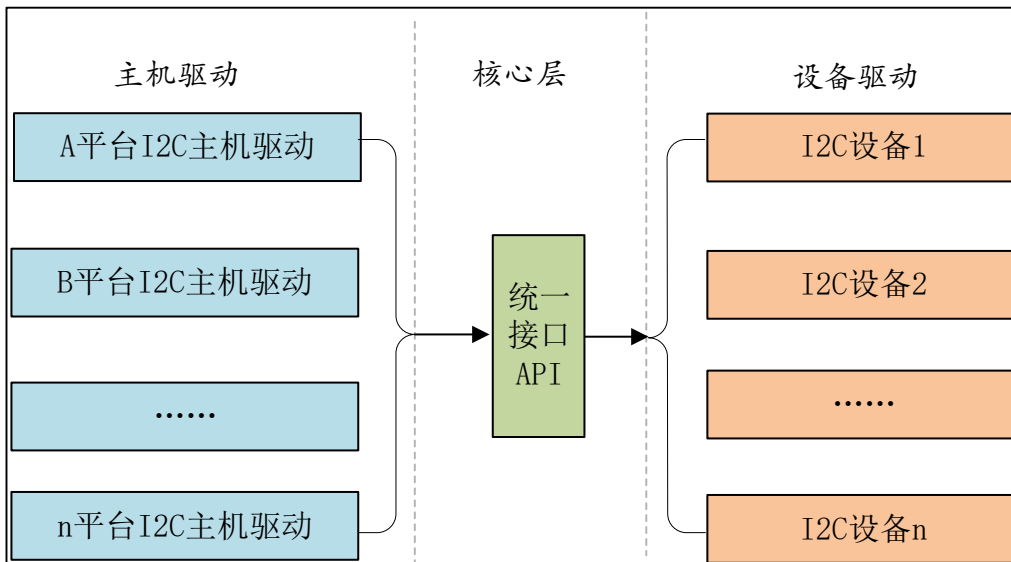 主机驱动
核心层
设备驱动
A平台I2C主机驱动
B平台I2C主机驱动
……
n平台I2C主机驱动
统一
接口
API
I2C设备1
I2C设备2
……
I2C设备n